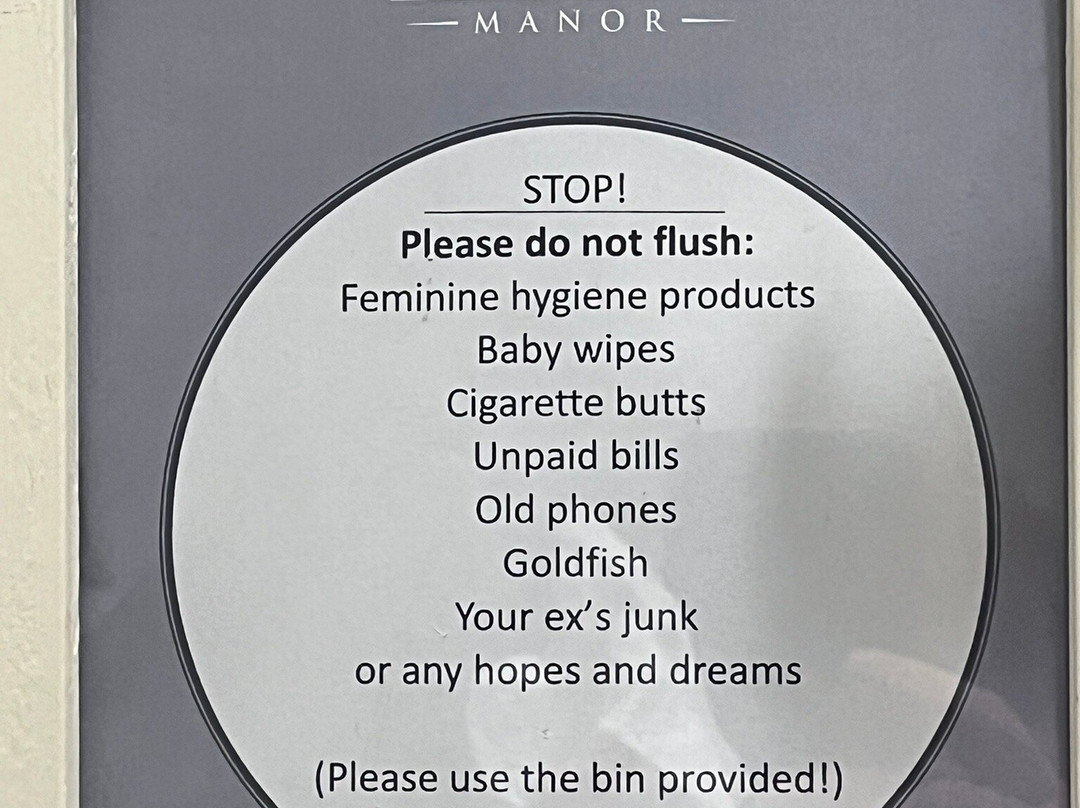 MANOR
STOP!
Please do not flush:
Feminine hygiene products
Baby wipes
Cigarette butts
Unpaid bills
Old phones
Goldfish
Your ex’s junk
or any hopes and dreams
(Please use the bin provided!)